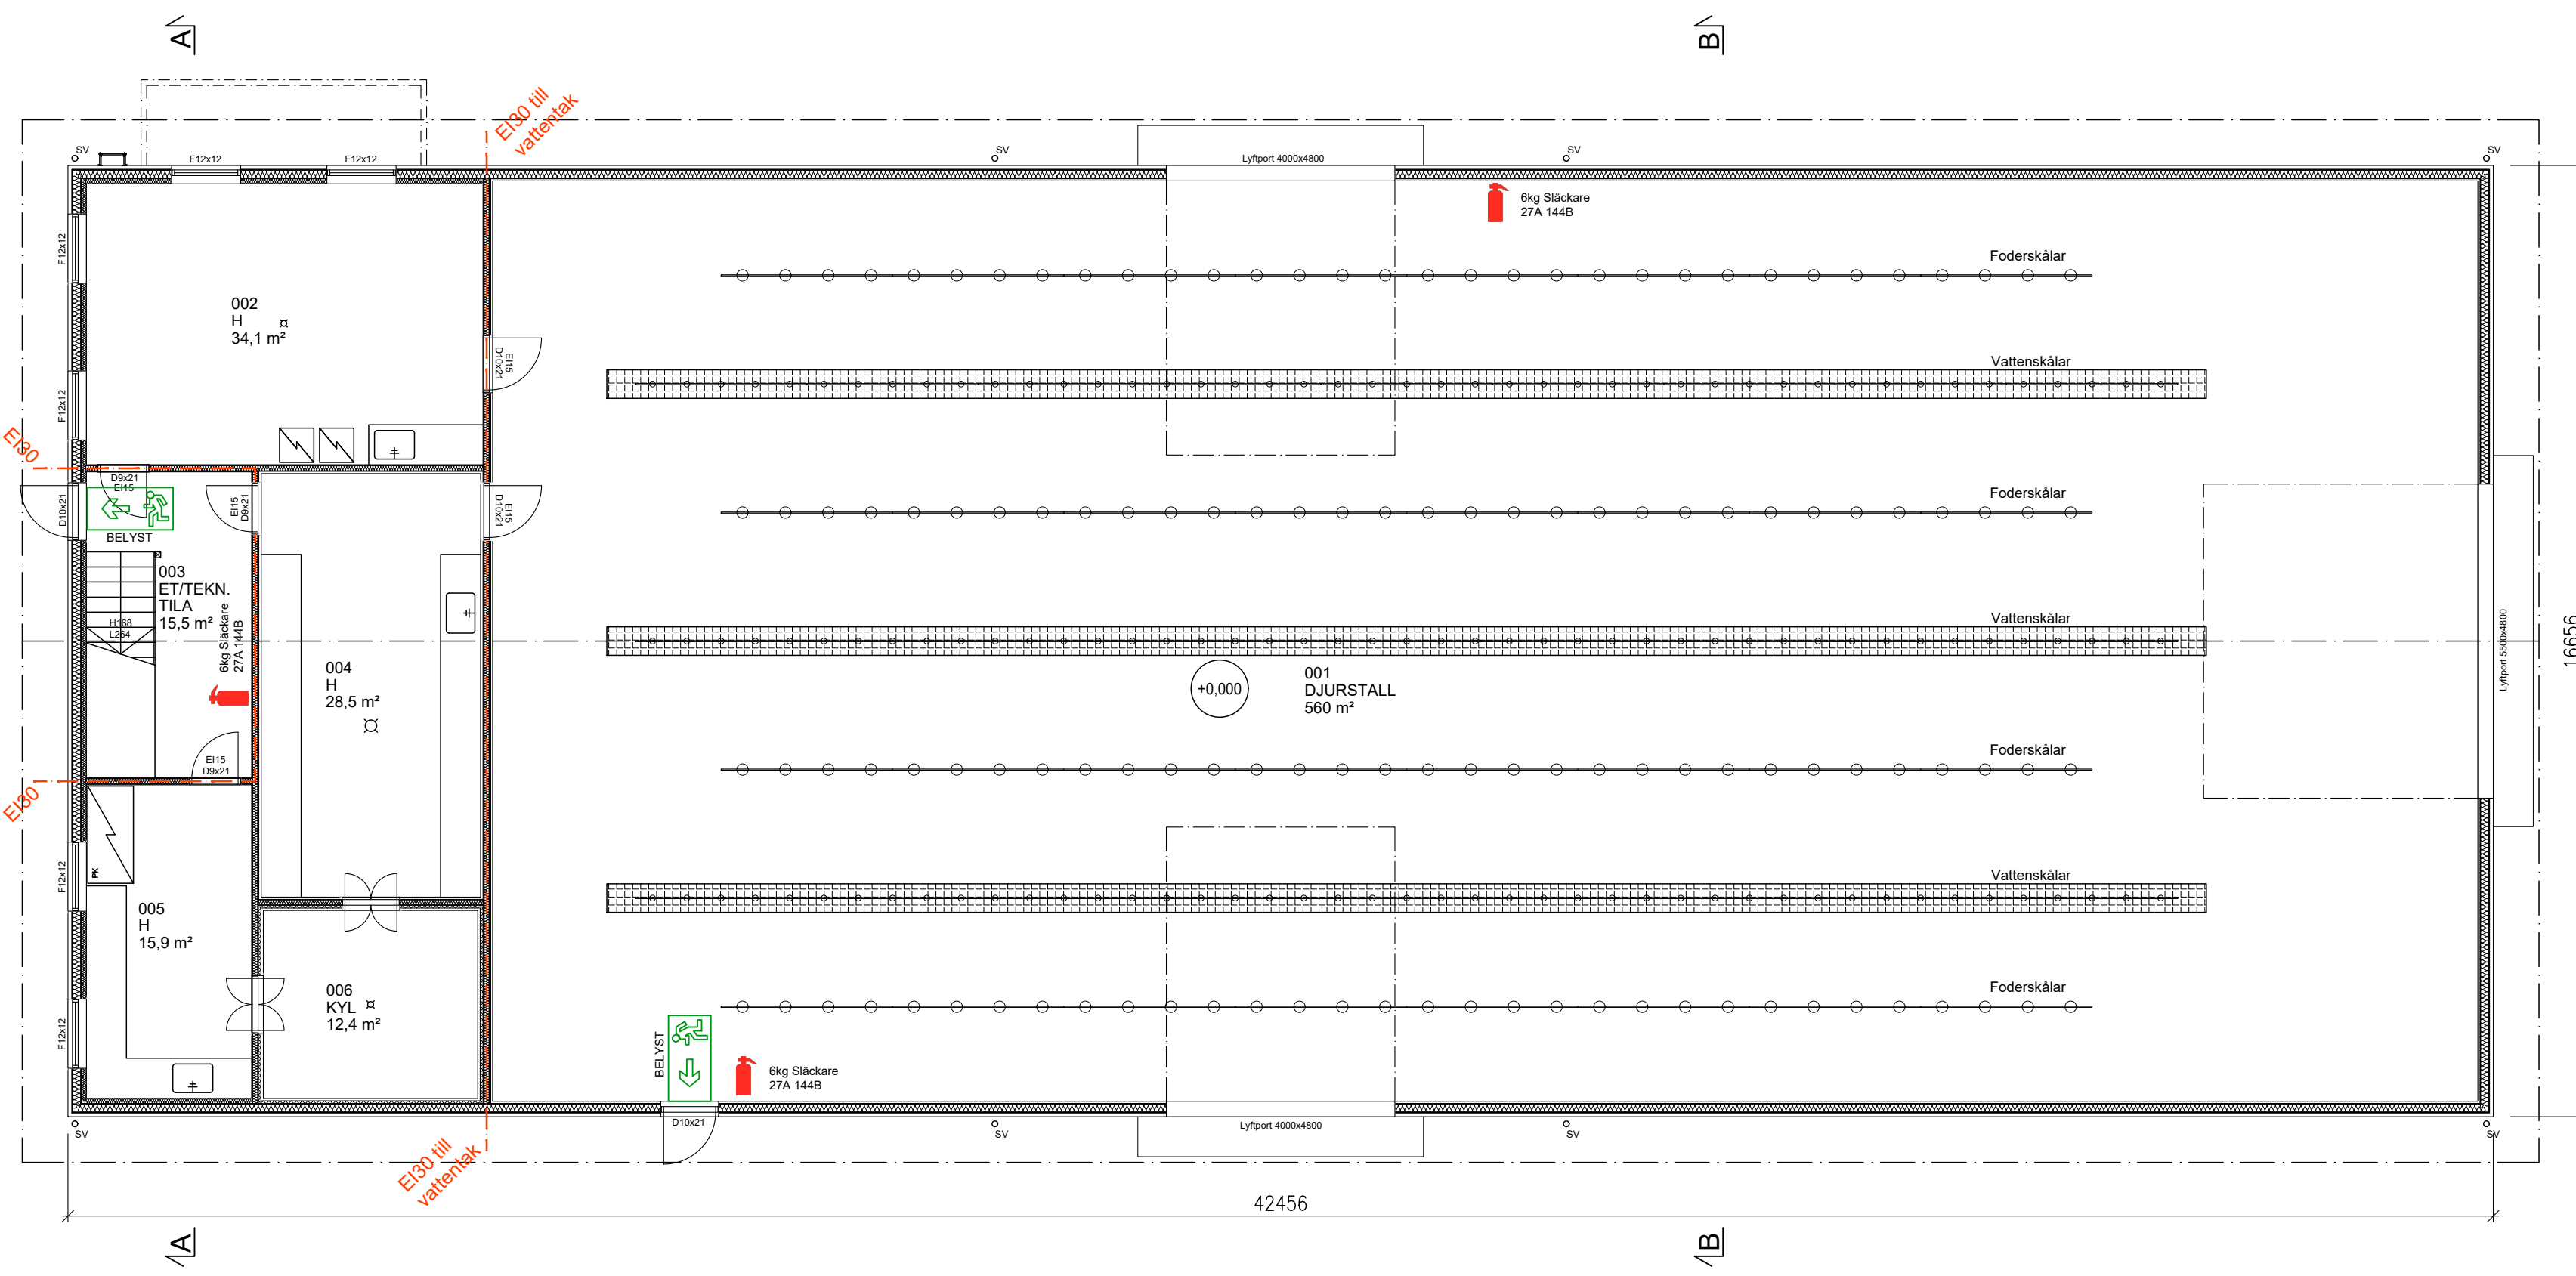 A
B
EI30 till
vattentak
SV
F12x12
F12x12
SV
Lyftport 4000x4800
SV
SV
6kg Släckare
27A 144B
F12x12
Foderskålar
002
H
34,1 m²
EI15
D10x21
Vattenskålar
F12x12
EI30
D9x21
EI15
D10x21
EI15
D9x21
EI15
D10x21
Foderskålar
BELYST
003
ET/TEKN.
TILA
15,5 m²
H168
L264
6kg Släckare
27A 144B
Vattenskålar
Lyftport 5500x4800
16656
004
H
28,5 m²
+0,000
001
DJURSTALL
560 m²
Foderskålar
EI15
D9x21
EI30
PK
F12x12
Vattenskålar
005
H
15,9 m²
006
KYL
12,4 m²
Foderskålar
F12x12
BELYST
6kg Släckare
27A 144B
D10x21
Lyftport 4000x4800
SV
SV
SV
SV
EI30 till
vattentak
42456
A
B